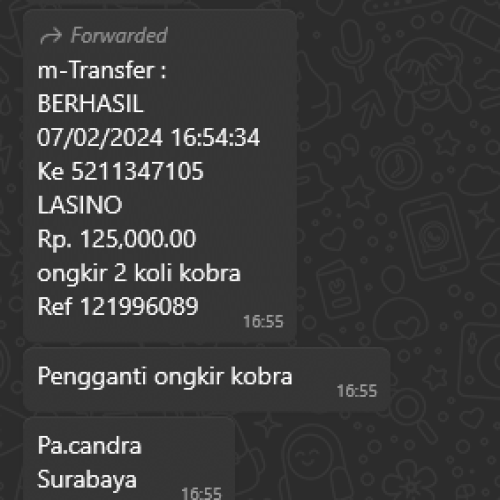 Forwarded
m-Transfer :
BERHASIL
07/02/2024 16:54:34
Ke 5211347105
LASINO
Rp. 125,000.00
ongkir 2 koli kobra
Ref 121996089
16:55
Pengganti ongkir kobra
16:55
Pa.candra
Surabaya
16:55